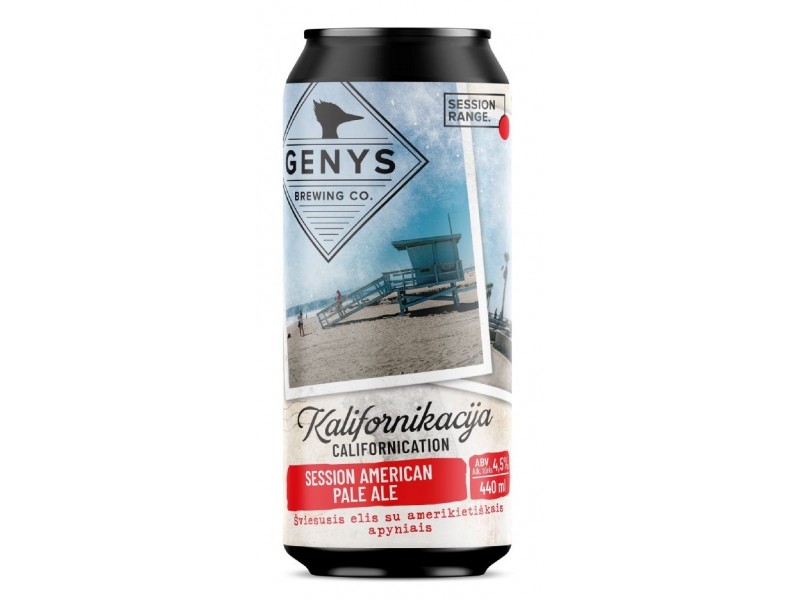 SESSION
RANGE.
GENYS
BREWING CO.
Kalifornikacija
CALIFORNICATION
SESSION AMERICAN
PALE ALE
ABV
4,5%
440 ml
Šviesusis elis su amerikietiškais
apyniais